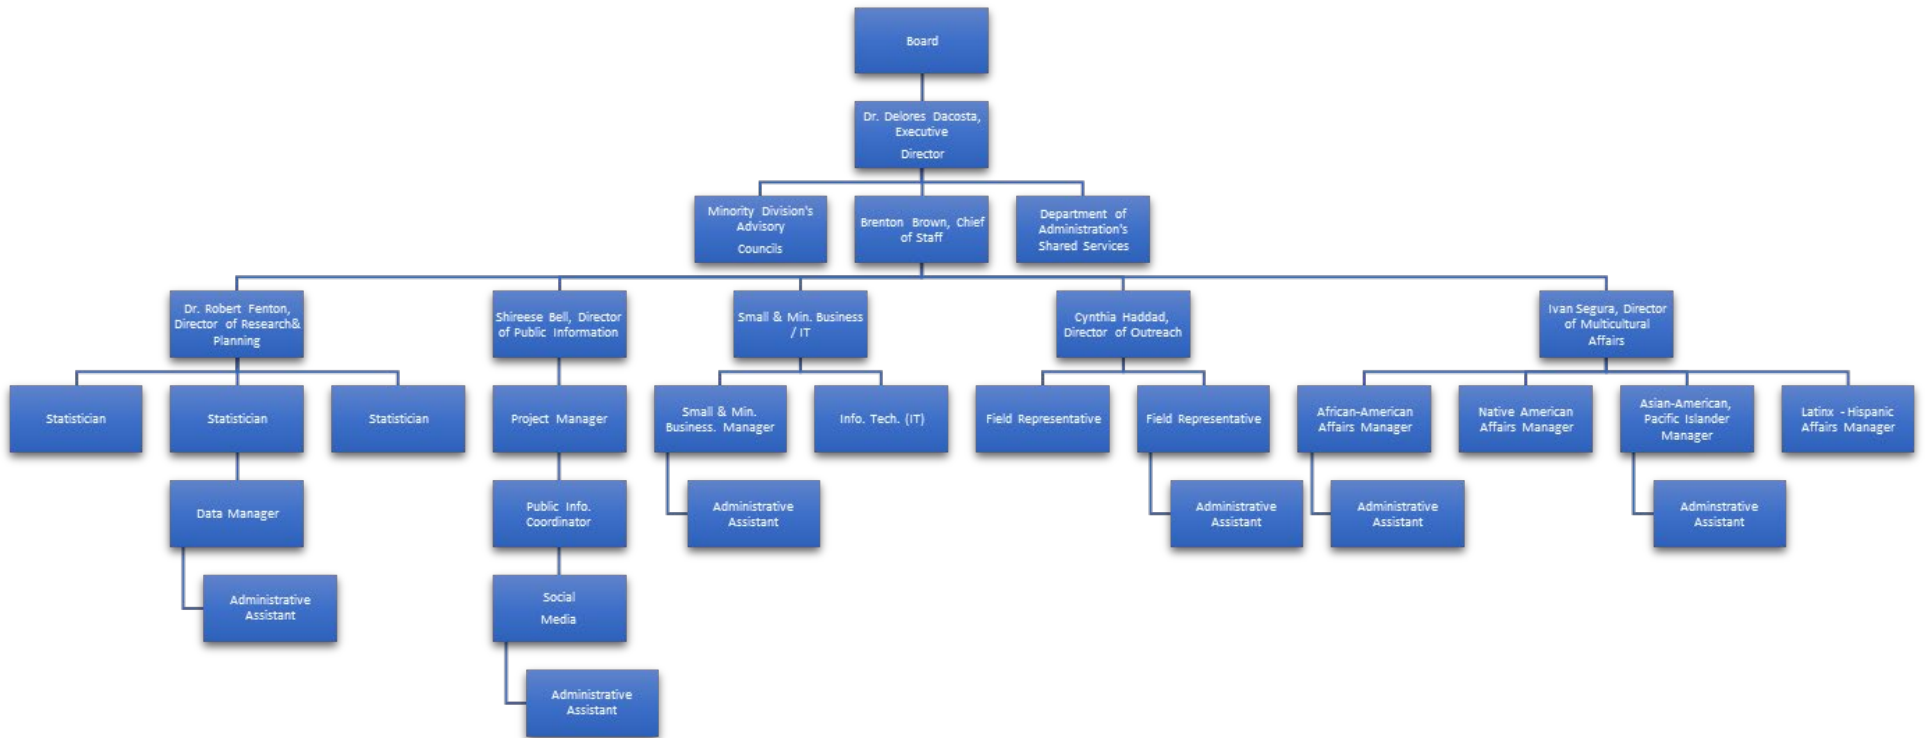 Board
Dr. Delores Dacosta,
Executive
Director
Minority Division's
Advisory
Councils
Brenton Brown, Chief
of Staff
Department of
Administration's
Shared Services
Dr. Robert Fenton,
Director of Research&
Planning
Shireese Bell, Director
of Public Information
Small & Min. Business
/ IT
Cynthia Haddad,
Director of Outreach
Ivan Segura, Director
of Multicultural
Affairs
Statistician
Statistician
Statistician
Project Manager
Small & Min.
Business. Manager
Info. Tech. (IT)
Field Representative
Field Representative
African-American
Affairs Manager
Native American
Affairs Manager
Asian-American,
Pacific Islander
Manager
Latinx - Hispanic
Affairs Manager
Data Manager
Public Info.
Coordinator
Administrative
Assistant
Administrative
Assistant
Adminstrative
Assistant
Adminstrative
Assistant
Administrative
Assistant
Social
Media
Administrative
Assistant